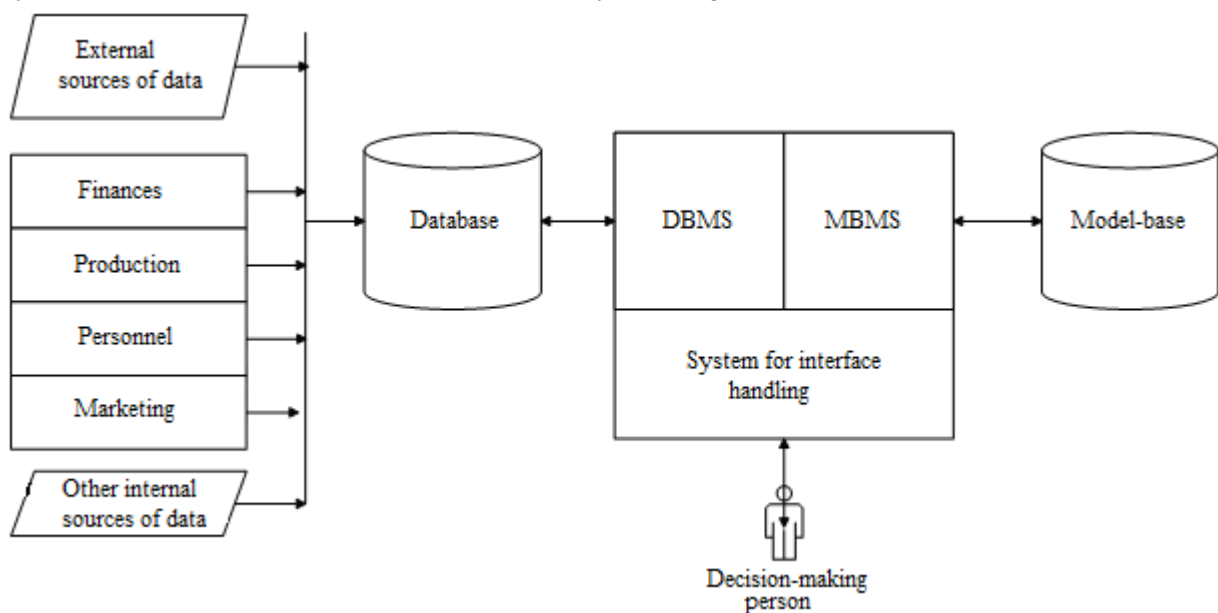 External
sources of data
Finances
Production
Personnel
Marketing
Other internal
sources of data
Database
DBMS
MBMS
System for interface
handling
Model-base
Decision-making
person